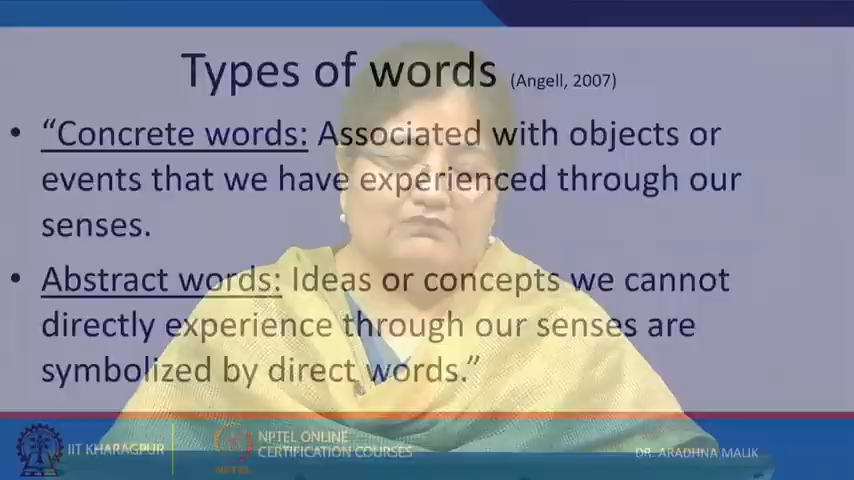 Types of words (Angell, 2007)
• “Concrete words: Associated with objects or
events that we have experienced through our
senses.
• Abstract words: Ideas or concepts we cannot
directly experience through our senses are
symbolized by direct words.”
IIT KHARAGPUR
NPTEL ONLINE
CERTIFICATION COURSES
NPTEL
DR. ARADHNA MALIK